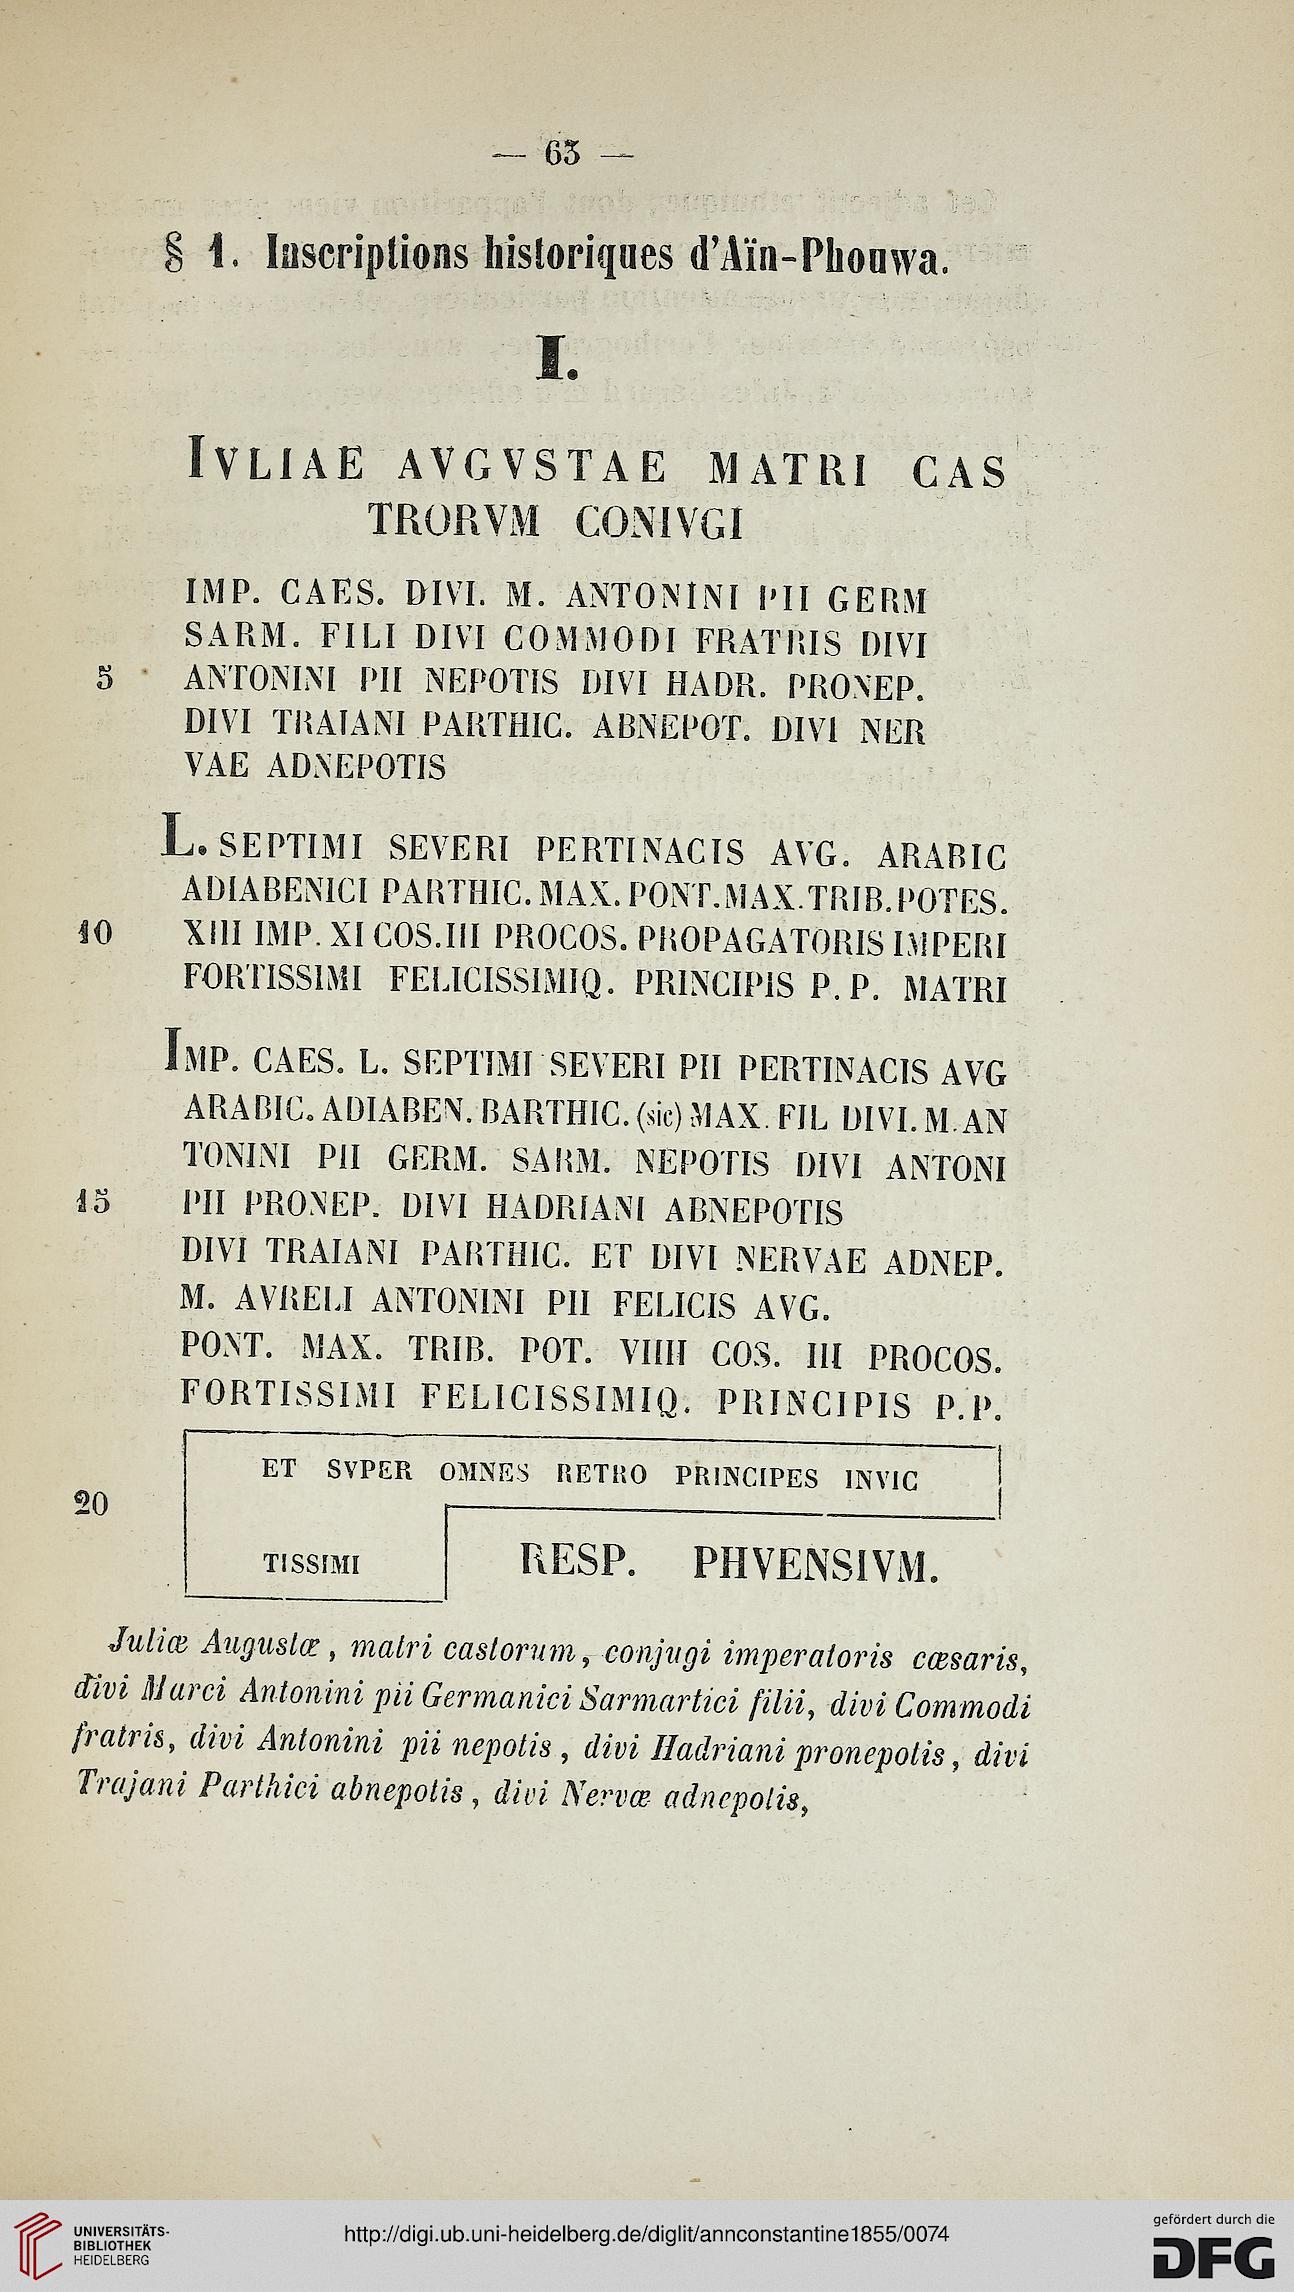 — 63 —
§ 1. Inscriptions historiques d'Aïn-Phouwa.
I.
IVLIAE AVGVSTAE MATRI CAS
TRORVM CONIVGI
IMP. CAES. DIVI. M. ANTONINI PII GERM
SARM. FILI DIVI COMMODI FRATRIS DIVI
5 ANTONINI PII NEPOTIS DIVI HADR. PRONEP.
DIVI TRAIANI PARTHIC. ABNEPOT. DIVI NER
VAE ADNEPOTIS
L. SEPTIMI SEVERI PERTINACIS AVG. ARABIC
ADIABENICI PARTHIC. MAX. PONT. MAX. TRIB. POTES.
10 XIII IMP. XI COS. III PROCOS. PROPAGATORIS IMPERI
FORTISSIMI FELICISSIMIQ. PRINCIPIS P. P. MATRI
IMP. CAES. L. SEPTIMI SEVERI PII PERTINACIS AVG
ARABIC. ADIABEN. BARTHIC. (sic) MAX. FIL DIVI. M. AN
TONINI PII GERM. SARM. NEPOTIS DIVI ANTONI
15 PII PRONEP. DIVI HADRIANI ABNEPOTIS
DIVI TRAIANI PARTHIC. ET DIVI NERVAE ADNEP.
M. AVRELI ANTONINI PII FELICIS AVG.
PONT. MAX. TRIB. POT. VIIII COS. III PROCOS.
FORTISSIMI FELICISSIMIQ. PRINCIPIS P. P.
ET SVPER OMNES RETRO PRINCIPES INVIC
20
TISSIMI RESP. PHVENSIVM.
Juliæ Augustæ, matri castorum, conjugi imperatoris cæsaris,
divi Marci Antonini pii Germanici Sarmartici filii, divi Commodi
fratris, divi Antonini pii nepotis, divi Hadriani pronepotis, divi
Trajani Parthici abnepotis, divi Nervæ adnepotis,
UNIVERSITÄTS-
BIBLIOTHEK
HEIDELBERG
http://digi.ub.uni-heidelberg.de/diglit/annconstantine1855/0074
gefördert durch die
DFG